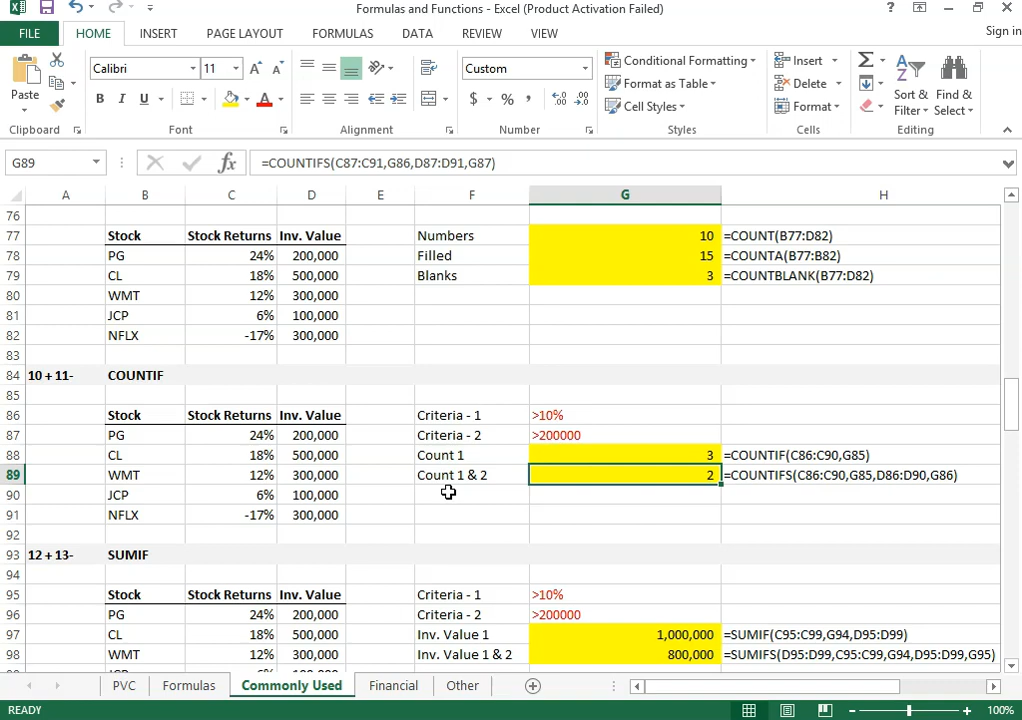 Formulas and Functions - Excel (Product Activation Failed)
FILE HOME INSERT PAGE LAYOUT FORMULAS DATA REVIEW VIEW Sign in
Paste Calibri 11 Custom Conditional Formatting Insert
Format as Table Delete Sort & Find &
B I U $ % , Cell Styles Format Filter Select
Clipboard Font Alignment Number Styles Cells Editing
G89 fx =COUNTIFS(C87:C91,G86,D87:D91,G87)
A B C D E F G H
76
77 Stock Stock Returns Inv. Value Numbers 10 =COUNT(B77:D82)
78 PG 24% 200,000 Filled 15 =COUNTA(B77:B82)
79 CL 18% 500,000 Blanks 3 =COUNTBLANK(B77:D82)
80 WMT 12% 300,000
81 JCP 6% 100,000
82 NFLX -17% 300,000
83
84 10 + 11- COUNTIF
85
86 Stock Stock Returns Inv. Value Criteria - 1 >10%
87 PG 24% 200,000 Criteria - 2 >200000
88 CL 18% 500,000 Count 1 3 =COUNTIF(C86:C90,G85)
89 WMT 12% 300,000 Count 1 & 2 2 =COUNTIFS(C86:C90,G85,D86:D90,G86)
90 JCP 6% 100,000
91 NFLX -17% 300,000
92
93 12 + 13- SUMIF
94
95 Stock Stock Returns Inv. Value Criteria - 1 >10%
96 PG 24% 200,000 Criteria - 2 >200000
97 CL 18% 500,000 Inv. Value 1 1,000,000 =SUMIF(C95:C99,G94,D95:D99)
98 WMT 12% 300,000 Inv. Value 1 & 2 800,000 =SUMIFS(D95:D99,C95:C99,G94,D95:D99,G95)
PVC Formulas Commonly Used Financial Other
READY 100%